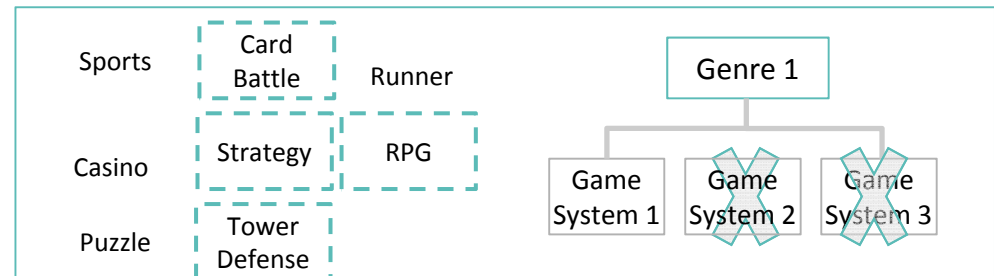 Sports
Card
Battle
Runner
Casino
Strategy
RPG
Puzzle
Tower
Defense
Genre 1
Game
System 1
Game
System 2
Game
System 3